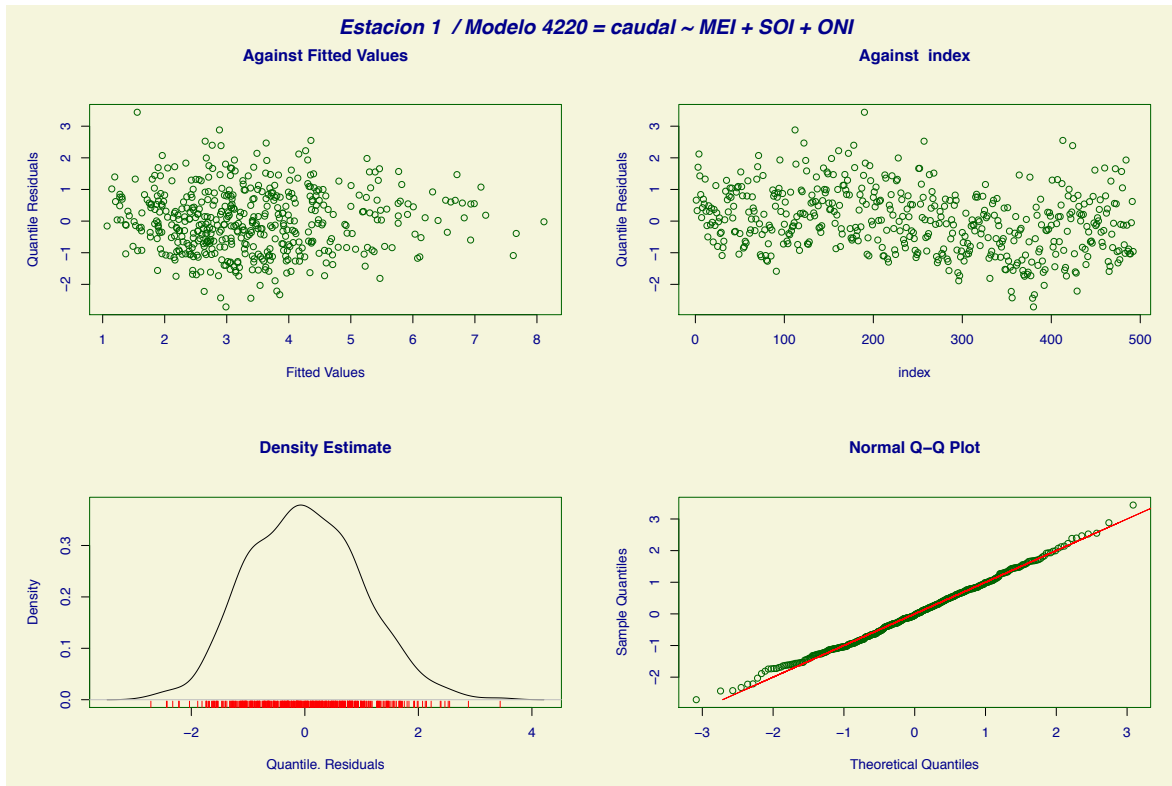 Estacion 1 / Modelo 4220 = caudal ~ MEI + SOI + ONI
Against Fitted Values
Quantile Residuals
3
2
1
0
−1
−2
1 2 3 4 5 6 7 8
Fitted Values
Against index
Quantile Residuals
3
2
1
0
−1
−2
0 100 200 300 400 500
index
Density Estimate
Density
0.3
0.2
0.1
0.0
−2 0 2 4
Quantile. Residuals
Normal Q−Q Plot
Sample Quantiles
3
2
1
0
−1
−2
−3 −2 −1 0 1 2 3
Theoretical Quantiles